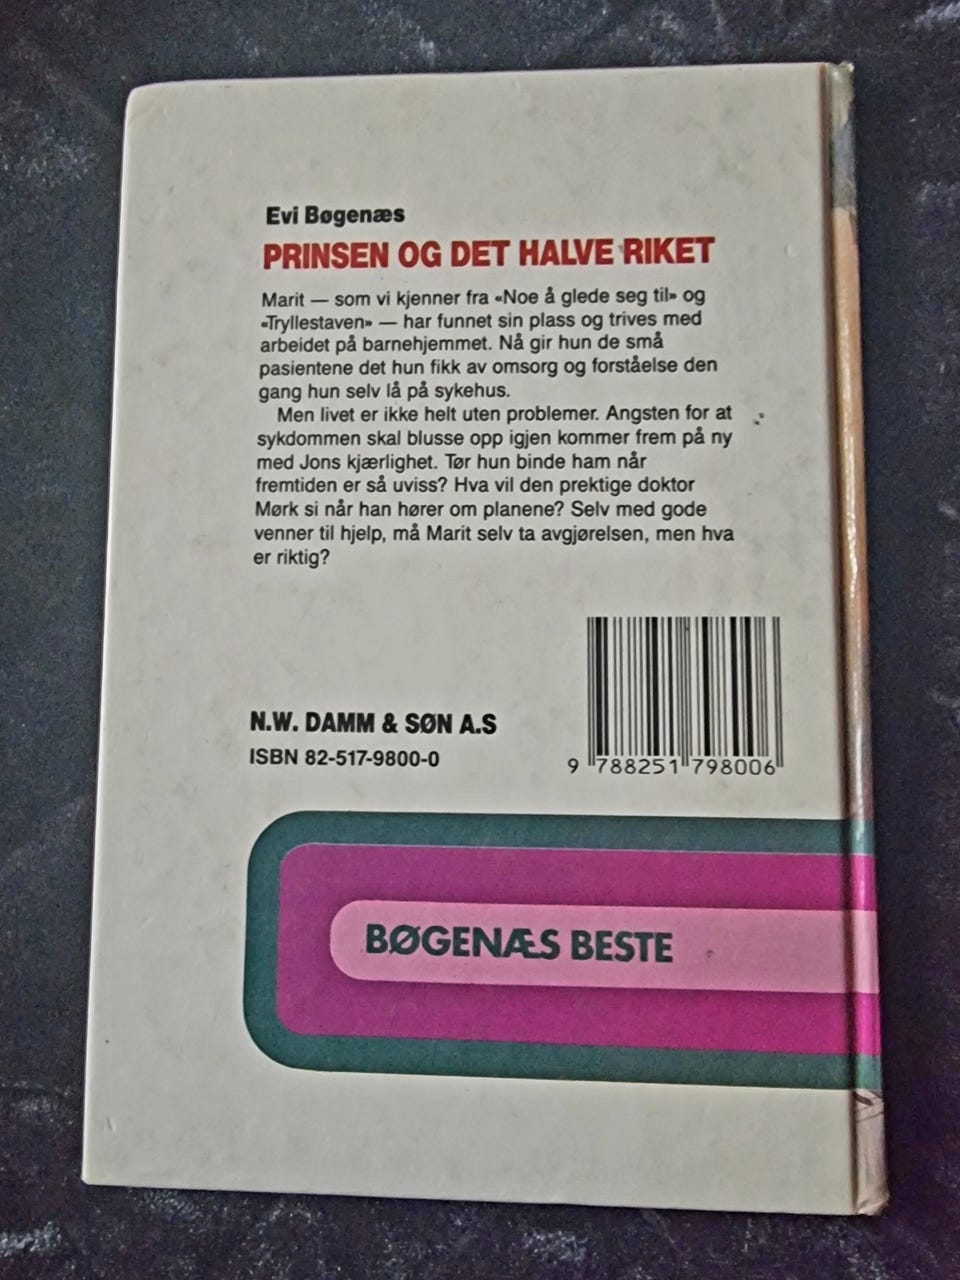 Evi Bøgenæs
PRINSEN OG DET HALVE RIKET
Marit — som vi kjenner fra «Noe å glede seg til» og
«Tryllestaven» — har funnet sin plass og trives med
arbeidet på barnehjemmet. Nå gir hun de små
pasientene det hun fikk av omsorg og forståelse den
gang hun selv lå på sykehus.
Men livet er ikke helt uten problemer. Angsten for at
sykdommen skal blusse opp igjen kommer frem på ny
med Jons kjærlighet. Tør hun binde ham når
fremtiden er så uviss? Hva vil den prektige doktor
Mørk si når han hører om planene? Selv med gode
venner til hjelp, må Marit selv ta avgjørelsen, men hva
er riktig?
N.W. DAMM & SØN A.S
ISBN 82-517-9800-0
9 788251 798006
BØGENÆS BESTE